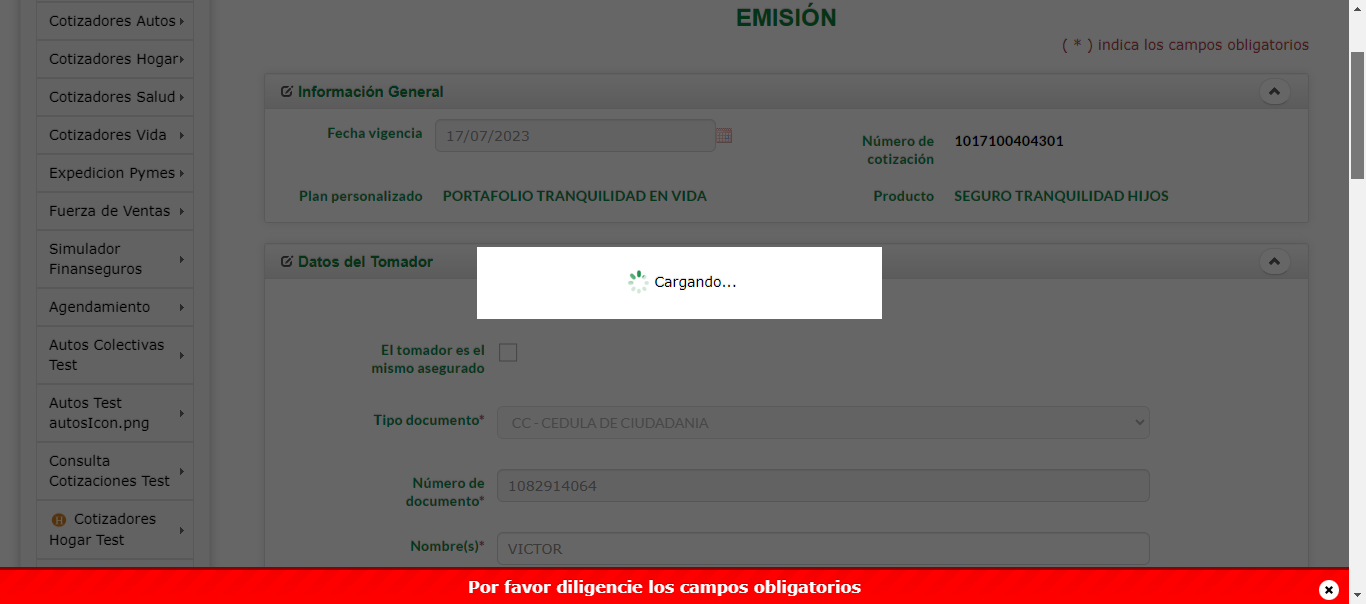 Cotizadores Autos
Cotizadores Hogar
Cotizadores Salud
Cotizadores Vida
Expedicion Pymes
Fuerza de Ventas
Simulador
Finanseguros
Agendamiento
Autos Colectivas
Test
Autos Test
autosIcon.png
Consulta
Cotizaciones Test
H Cotizadores
Hogar Test
EMISIÓN
( * ) indica los campos obligatorios
Información General
Fecha vigencia 17/07/2023
Número de
cotización
1017100404301
Plan personalizado PORTAFOLIO TRANQUILIDAD EN VIDA
Producto SEGURO TRANQUILIDAD HIJOS
Datos del Tomador
Cargando...
El tomador es el
mismo asegurado
Tipo documento* CC - CEDULA DE CIUDADANIA
Número de
documento*
1082914064
Nombre(s)* VICTOR
Por favor diligencie los campos obligatorios